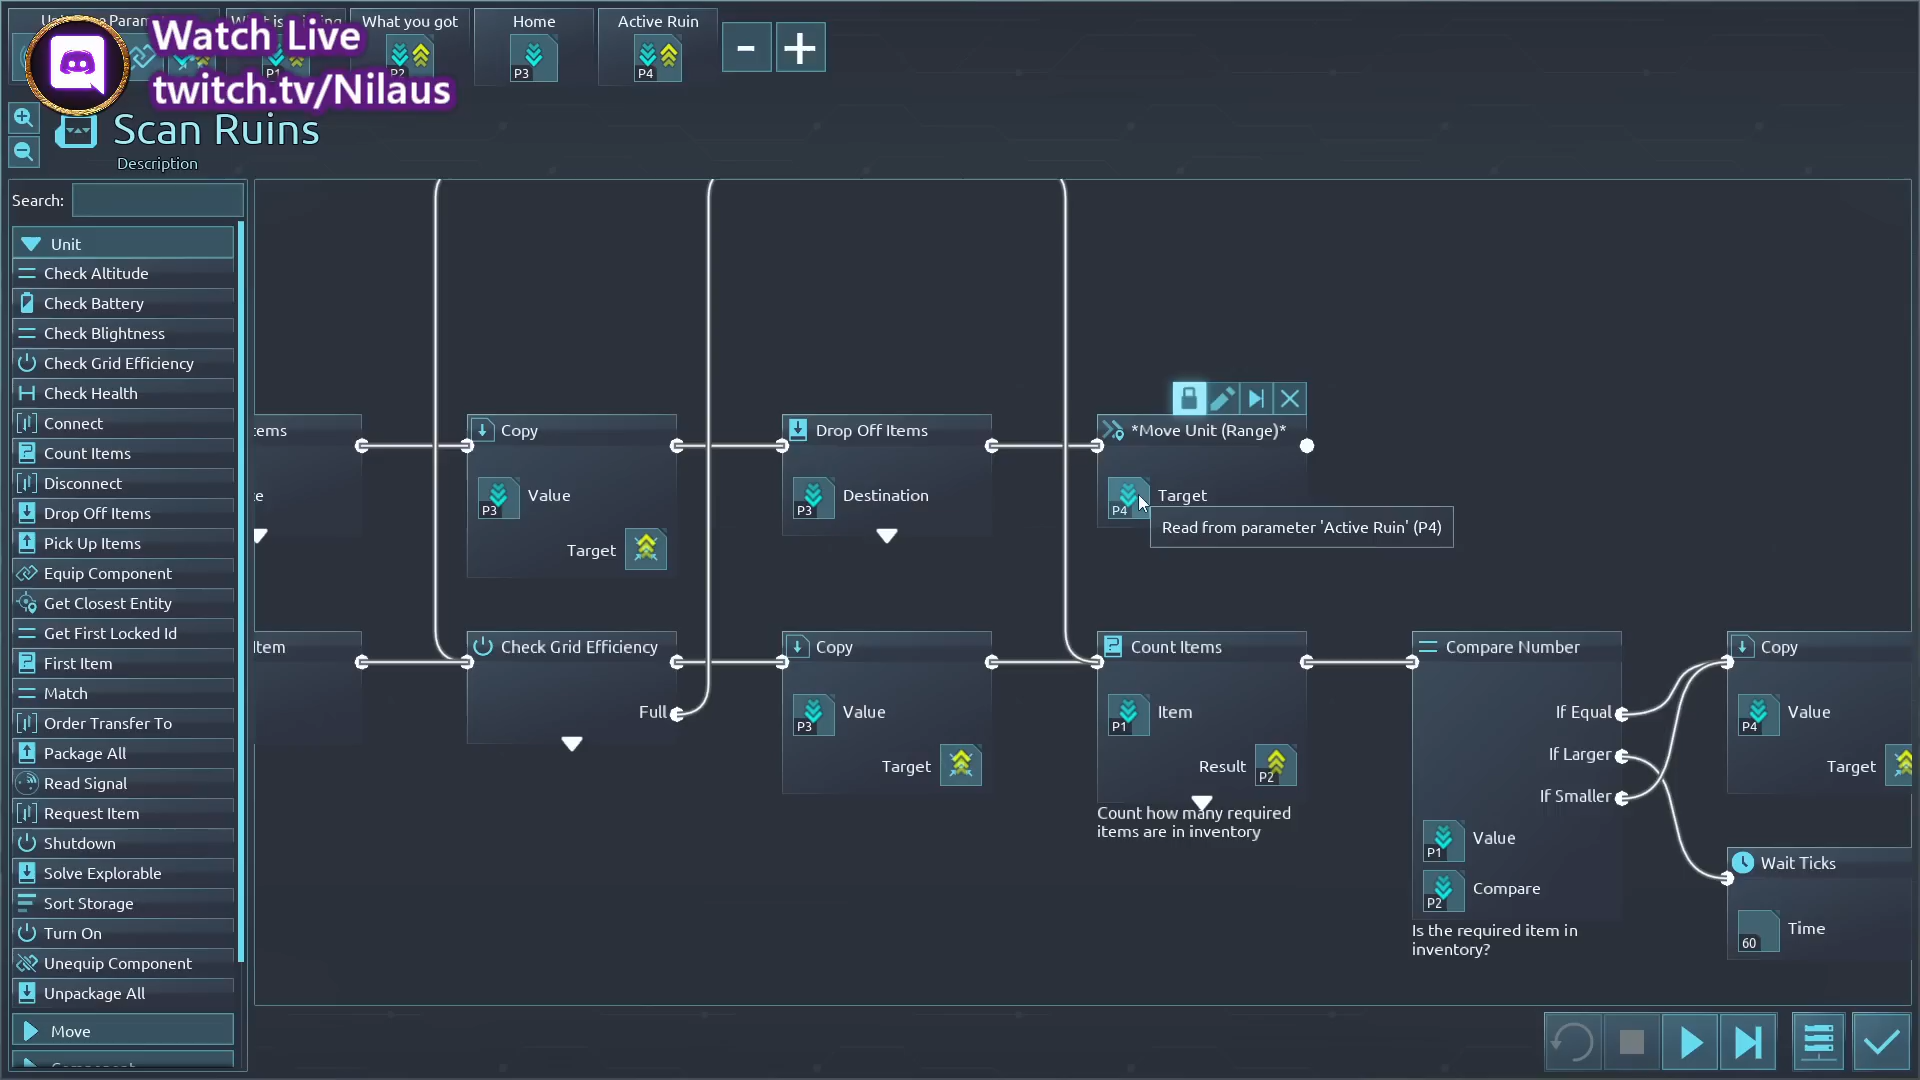 What you got
Home
Active Ruin
P1
P2
P3
P4
- +
Watch Live
twitch.tv/Nilaus
Scan Ruins
Description
Search:
Unit
Check Altitude
Check Battery
Check Blightness
Check Grid Efficiency
Check Health
Connect
Count Items
Disconnect
Drop Off Items
Pick Up Items
Equip Component
Get Closest Entity
Get First Locked Id
First Item
Match
Order Transfer To
Package All
Read Signal
Request Item
Shutdown
Solve Explorable
Sort Storage
Turn On
Unequip Component
Unpackage All
Move
Copy
P3 Value
Target
Drop Off Items
P3 Destination
*Move Unit (Range)*
P4 Target
Read from parameter 'Active Ruin' (P4)
Check Grid Efficiency
Full
Copy
P3 Value
Target
Count Items
P1 Item
Result P2
Count how many required
items are in inventory
Compare Number
If Equal
If Larger
If Smaller
P1 Value
P2 Compare
Is the required item in
inventory?
Copy
P4 Value
Target
Wait Ticks
60 Time